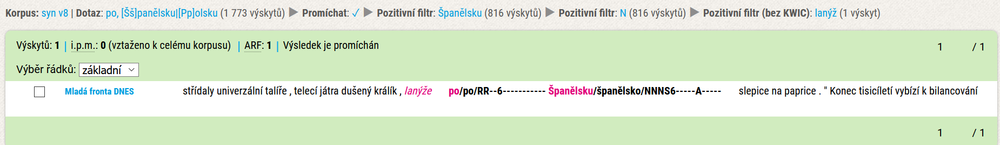 Korpus: syn v8 | Dotaz: po, [Šš]panělsku|[Pp]olsku (1 773 výskytů) ▶ Promíchat: ✓ ▶ Pozitivní filtr: Španělsku (816 výskytů) ▶ Pozitivní filtr: N (816 výskytů) ▶ Pozitivní filtr (bez KWIC): lanýž (1 výskyt)
Výskytů: 1 | i.p.m.: 0 (vztaženo k celému korpusu) | ARF: 1 | Výsledek je promíchán 1 / 1
Výběr řádků: základní
Mladá fronta DNES střídaly univerzální talíře , telecí játra dušený králík , lanýže po/po/RR--6----------- Španělsku/španělsko/NNNS6-----A----- slepice na paprice . " Konec tisicíletí vybízí k bilancování
1 / 1